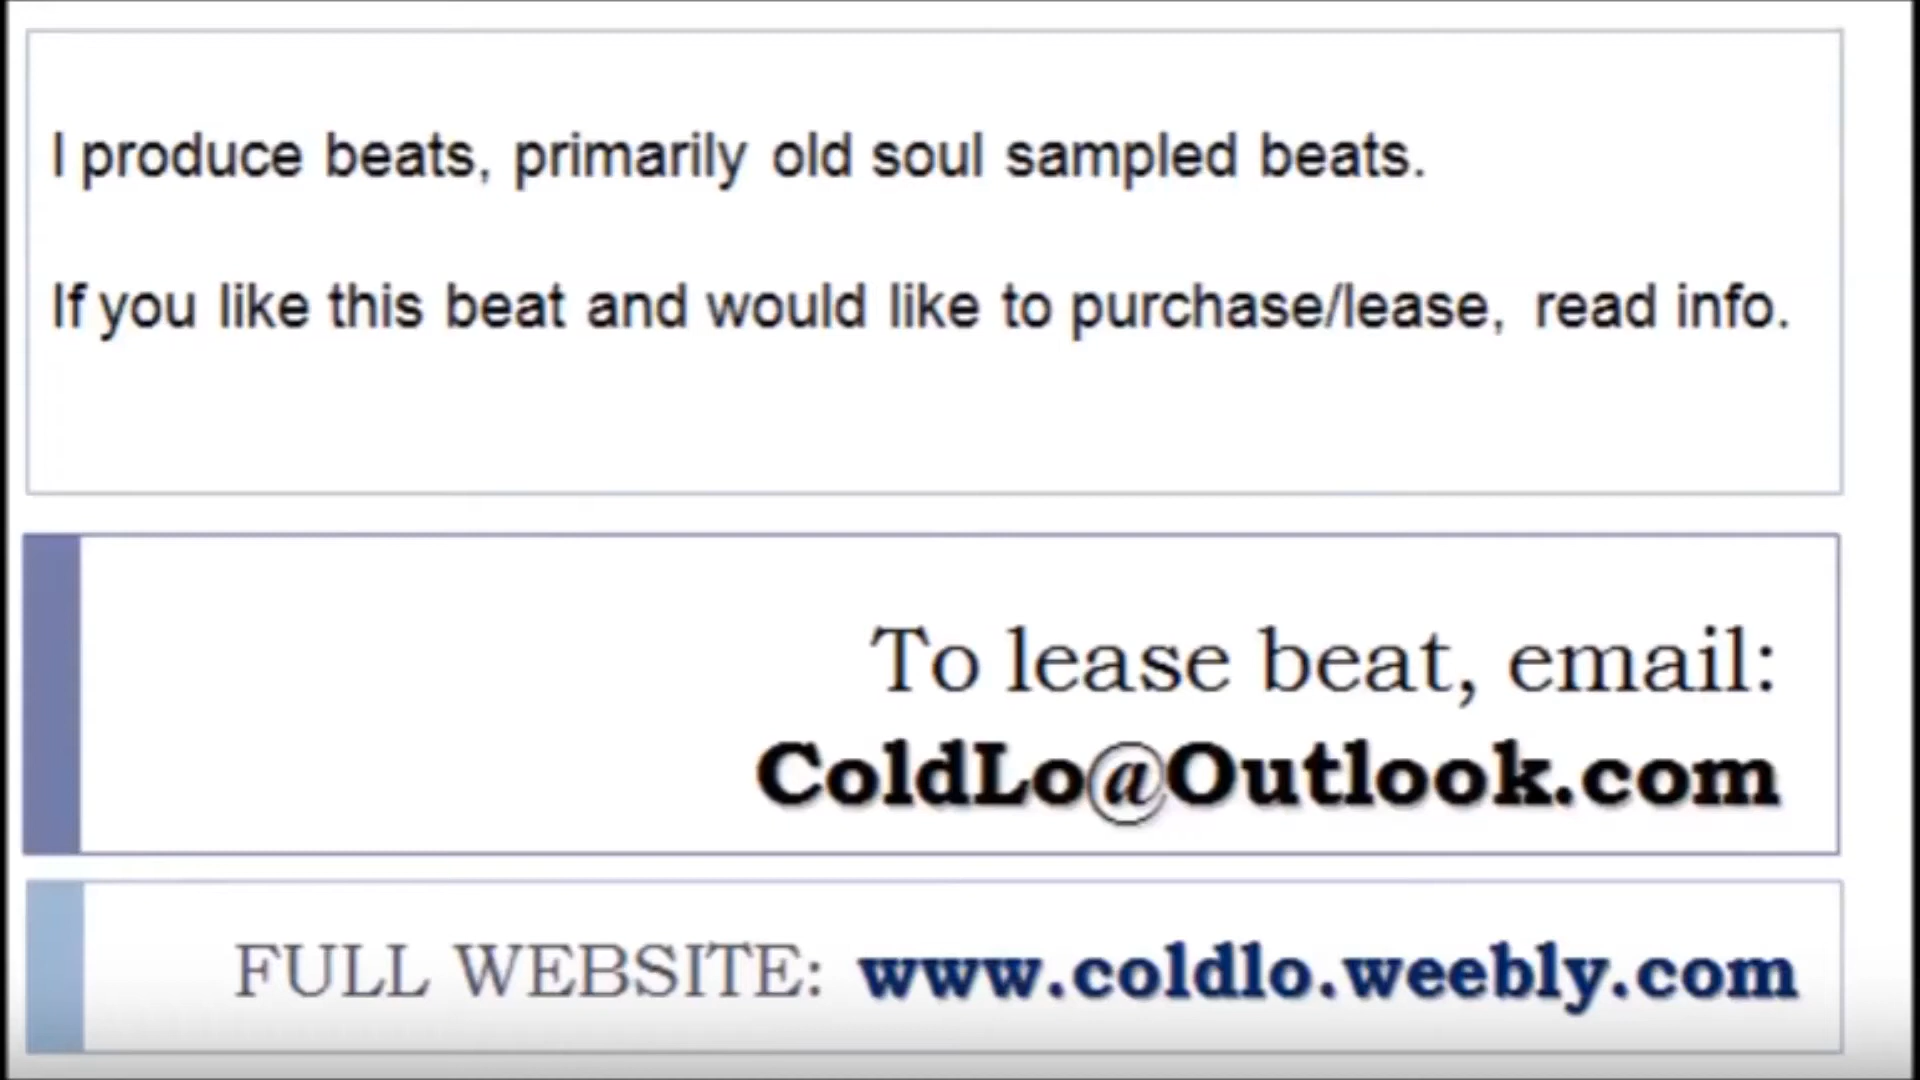 I produce beats, primarily old soul sampled beats.
If you like this beat and would like to purchase/lease, read info.
To lease beat, email:
ColdLo@Outlook.com
FULL WEBSITE: www.coldlo.weebly.com